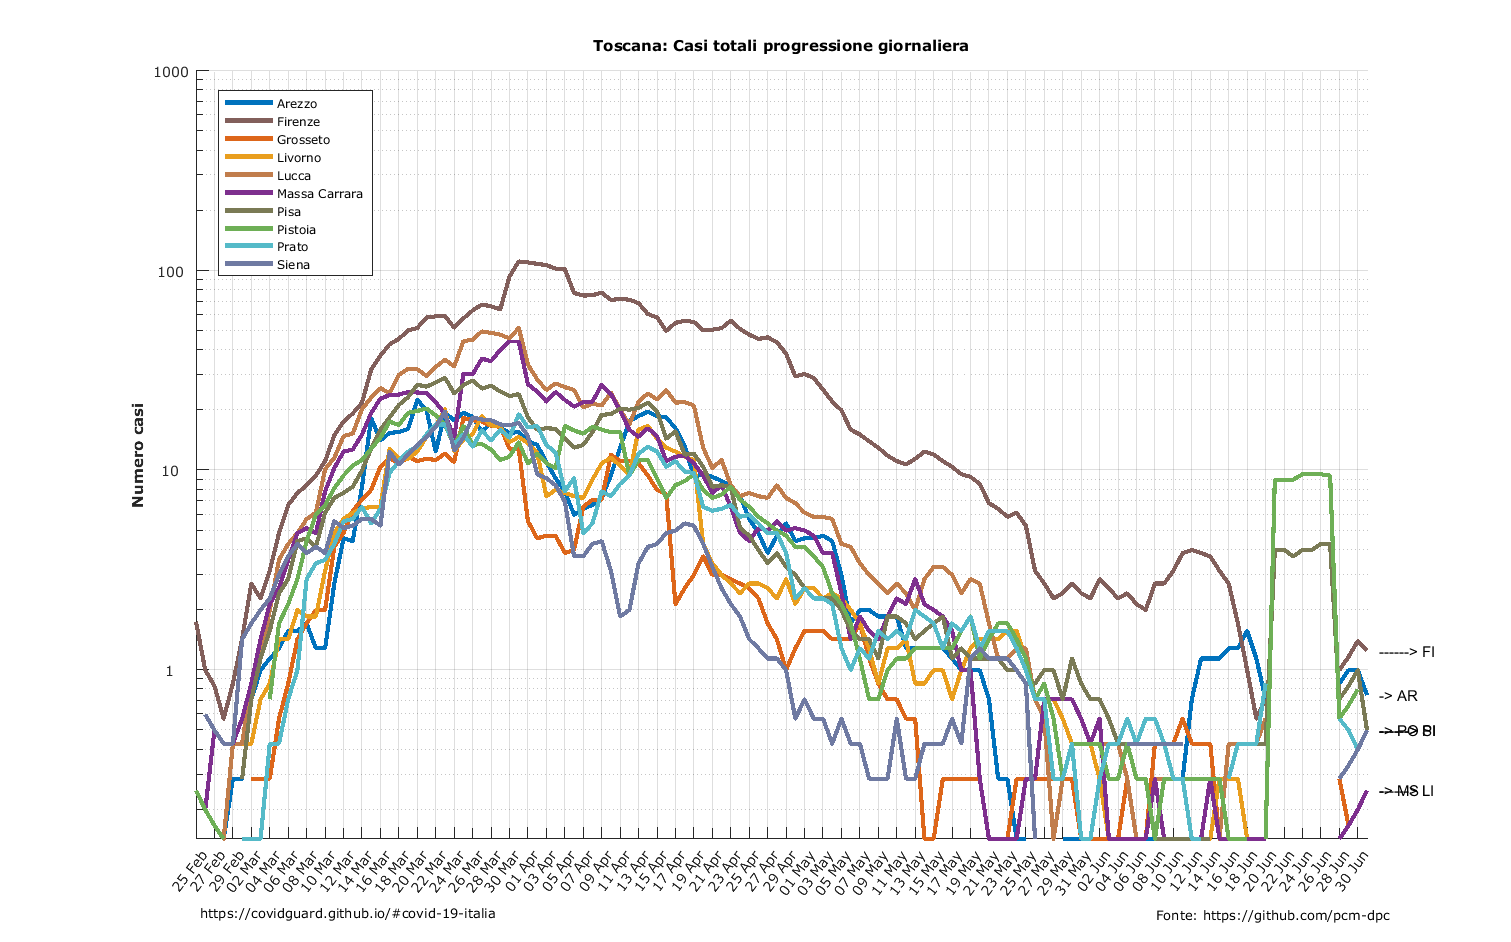 Toscana: Casi totali progressione giornaliera
1000
100
10
1
Numero casi
Arezzo
Firenze
Grosseto
Livorno
Lucca
Massa Carrara
Pisa
Pistoia
Prato
Siena
------> FI
-> AR
-> MS
LI
25 Feb
27 Feb
29 Feb
02 Mar
04 Mar
06 Mar
08 Mar
10 Mar
12 Mar
14 Mar
16 Mar
18 Mar
20 Mar
22 Mar
24 Mar
26 Mar
28 Mar
30 Mar
01 Apr
03 Apr
05 Apr
07 Apr
09 Apr
11 Apr
13 Apr
15 Apr
17 Apr
19 Apr
21 Apr
23 Apr
25 Apr
27 Apr
29 Apr
01 May
03 May
05 May
07 May
09 May
11 May
13 May
15 May
17 May
19 May
21 May
23 May
25 May
27 May
29 May
31 May
02 Jun
04 Jun
06 Jun
08 Jun
10 Jun
12 Jun
14 Jun
16 Jun
18 Jun
20 Jun
22 Jun
24 Jun
26 Jun
28 Jun
30 Jun
https://covidguard.github.io/#covid-19-italia
Fonte: https://github.com/pcm-dpc